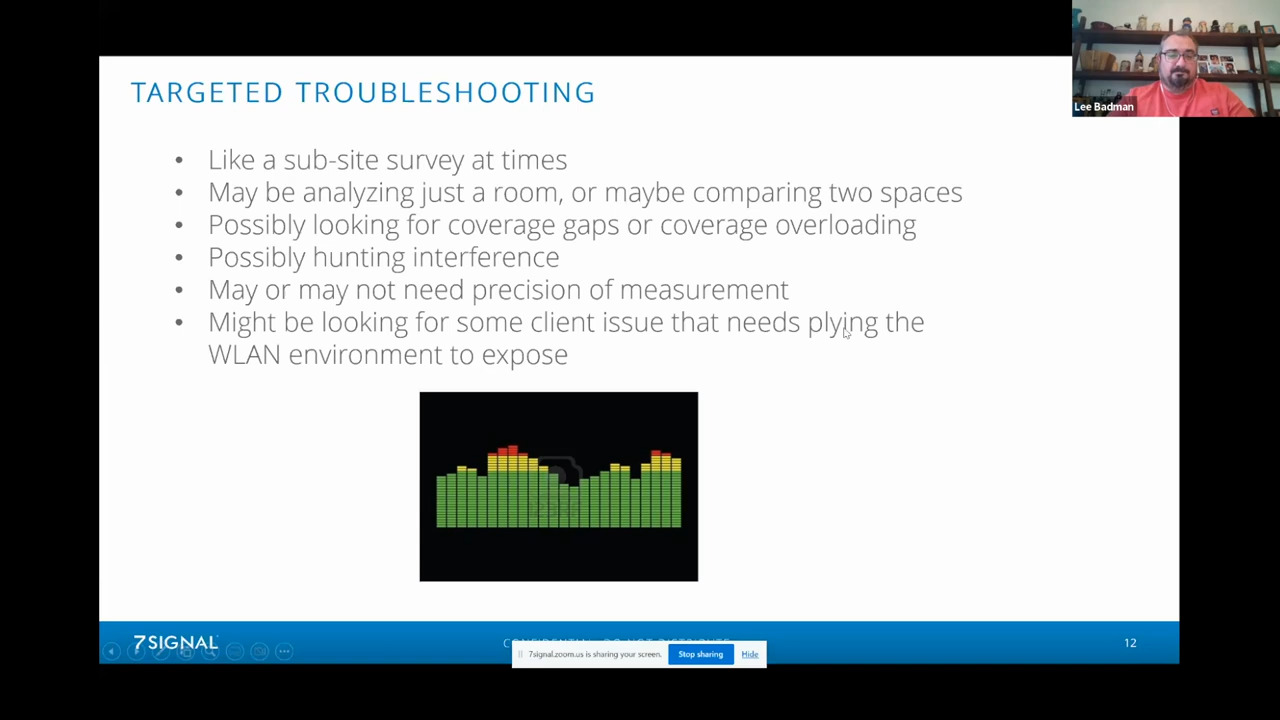 TARGETED TROUBLESHOOTING
Lee Badman
• Like a sub-site survey at times
• May be analyzing just a room, or maybe comparing two spaces
• Possibly looking for coverage gaps or coverage overloading
• Possibly hunting interference
• May or may not need precision of measurement
• Might be looking for some client issue that needs plying the
WLAN environment to expose
7SIGNAL
12
7signal.zoom.us is sharing your screen.
Stop sharing
Hide